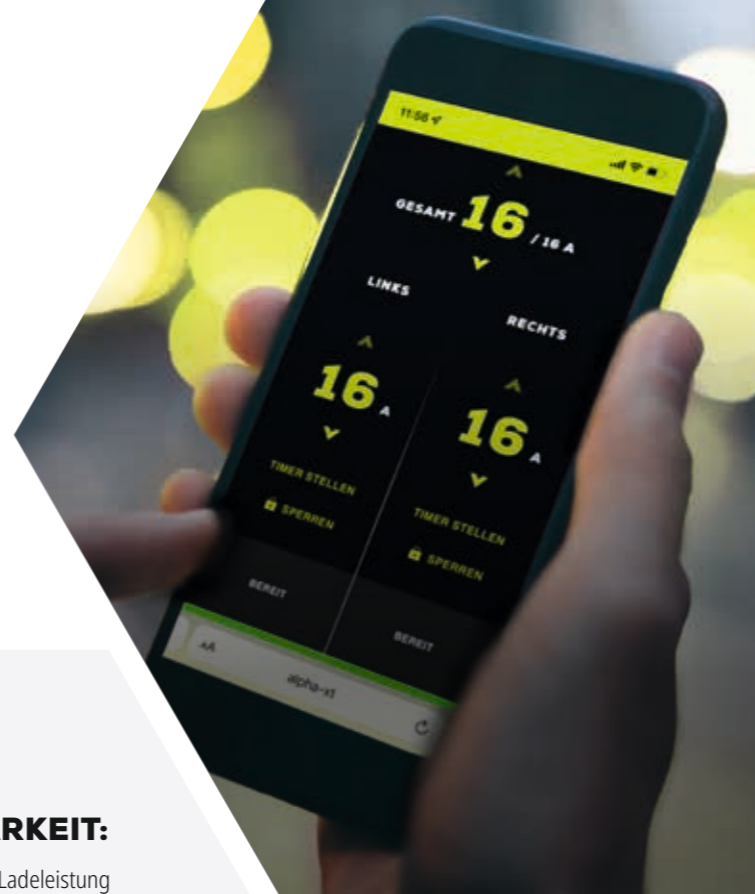 11:56
GESAMT 16 / 16 A
LINKS
RECHTS
16 A
16 A
TIMER STELLEN
SPERREN
TIMER STELLEN
SPERREN
BEREIT
BEREIT
AA
alpha-xt
RKEIT:
Ladeleistung